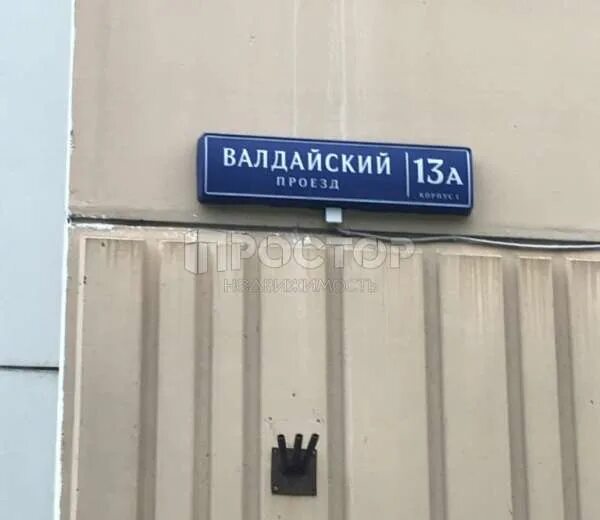 ВАЛДАЙСКИЙ
ПРОЕЗД
13А
КОРПУС 1
ПРОСТОР
НЕДВИЖИМОСТЬ